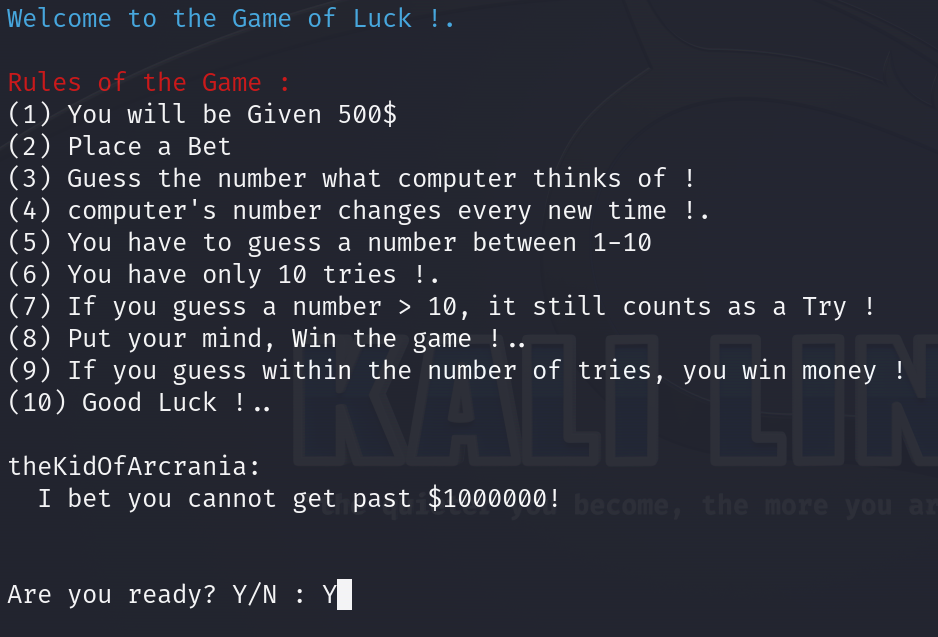 Welcome to the Game of Luck !.
Rules of the Game :
(1) You will be Given 500$
(2) Place a Bet
(3) Guess the number what computer thinks of !
(4) computer's number changes every new time !.
(5) You have to guess a number between 1-10
(6) You have only 10 tries !.
(7) If you guess a number > 10, it still counts as a Try !
(8) Put your mind, Win the game !..
(9) If you guess within the number of tries, you win money !
(10) Good Luck !..
KALI LIN
theKidOfArcrania:
I bet you cannot get past $1000000!
the quieter you become, the more you ar
Are you ready? Y/N : Y